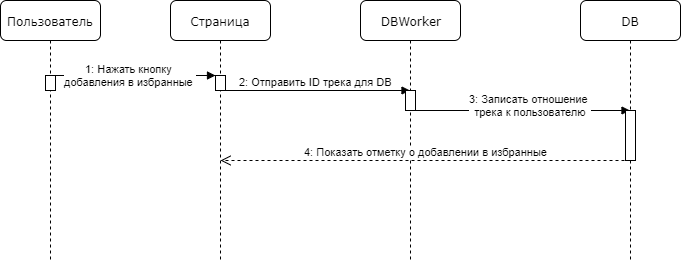 Пользователь
Страница
DBWorker
DB
1: Нажать кнопку
добавления в избранные
2: Отправить ID трека для DB
3: Записать отношение
трека к пользователю
4: Показать отметку о добавлении в избранные